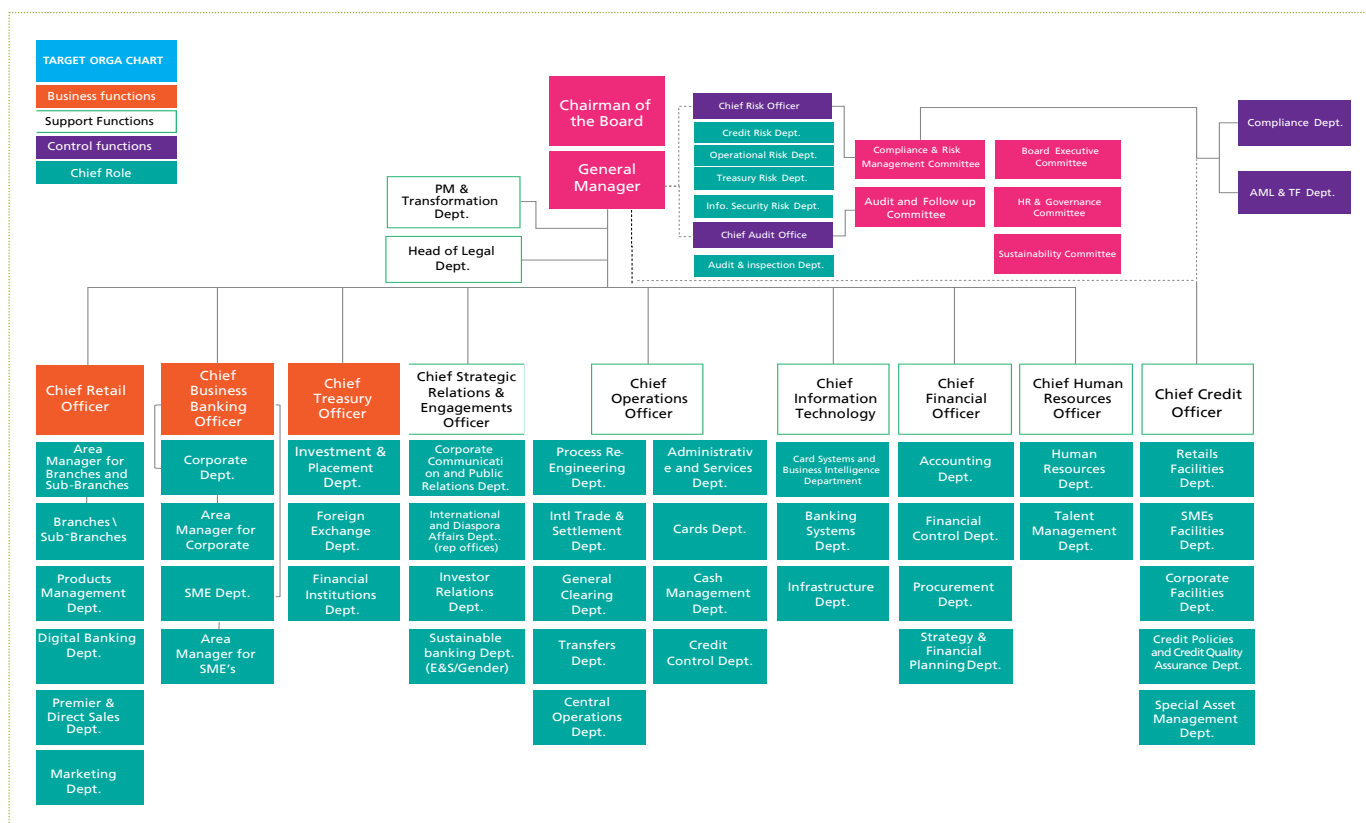 TARGET ORGA CHART
Business functions
Support Functions
Control functions
Chief Role
Chairman of
the Board
General
Manager
PM &
Transformation
Dept.
Head of Legal
Dept.
Chief Risk Officer
Credit Risk Dept.
Operational Risk Dept.
Treasury Risk Dept.
Info. Security Risk Dept.
Chief Audit Office
Audit & inspection Dept.
Compliance & Risk
Management Committee
Audit and Follow up
Committee
Board Executive
Committee
HR & Governance
Committee
Sustainability Committee
Compliance Dept.
AML & TF Dept.
Chief Retail
Officer
Area
Manager for
Branches and
Sub-Branches
Branches \
Sub-Branches
Products
Management
Dept.
Digital Banking
Dept.
Premier &
Direct Sales
Dept.
Marketing
Dept.
Chief
Business
Banking
Officer
Corporate
Dept.
Area
Manager for
Corporate
SME Dept.
Area
Manager for
SME's
Chief
Treasury
Officer
Investment &
Placement
Dept.
Foreign
Exchange
Dept.
Financial
Institutions
Dept.
Chief Strategic
Relations &
Engagements
Officer
Corporate
Communicati
on and Public
Relations Dept.
International
and Diaspora
Affairs Dept..
(rep offices)
Investor
Relations
Dept.
Sustainable
banking Dept.
(E&S/Gender)
Chief
Operations
Officer
Process Re-
Engineering
Dept.
Intl Trade &
Settlement
Dept.
General
Clearing
Dept.
Transfers
Dept.
Central
Operations
Dept.
Administrativ
e and Services
Dept.
Cards Dept.
Cash
Management
Dept.
Credit
Control Dept.
Chief
Information
Technology
Card Systems and
Business Intelligence
Department
Banking
Systems
Dept.
Infrastructure
Dept.
Chief
Financial
Officer
Accounting
Dept.
Financial
Control Dept.
Procurement
Dept.
Strategy &
Financial
Planning Dept.
Chief Human
Resources
Officer
Human
Resources
Dept.
Talent
Management
Dept.
Chief Credit
Officer
Retails
Facilities
Dept.
SMEs
Facilities
Dept.
Corporate
Facilities
Dept.
Credit Policies
and Credit Quality
Assurance Dept.
Special Asset
Management
Dept.